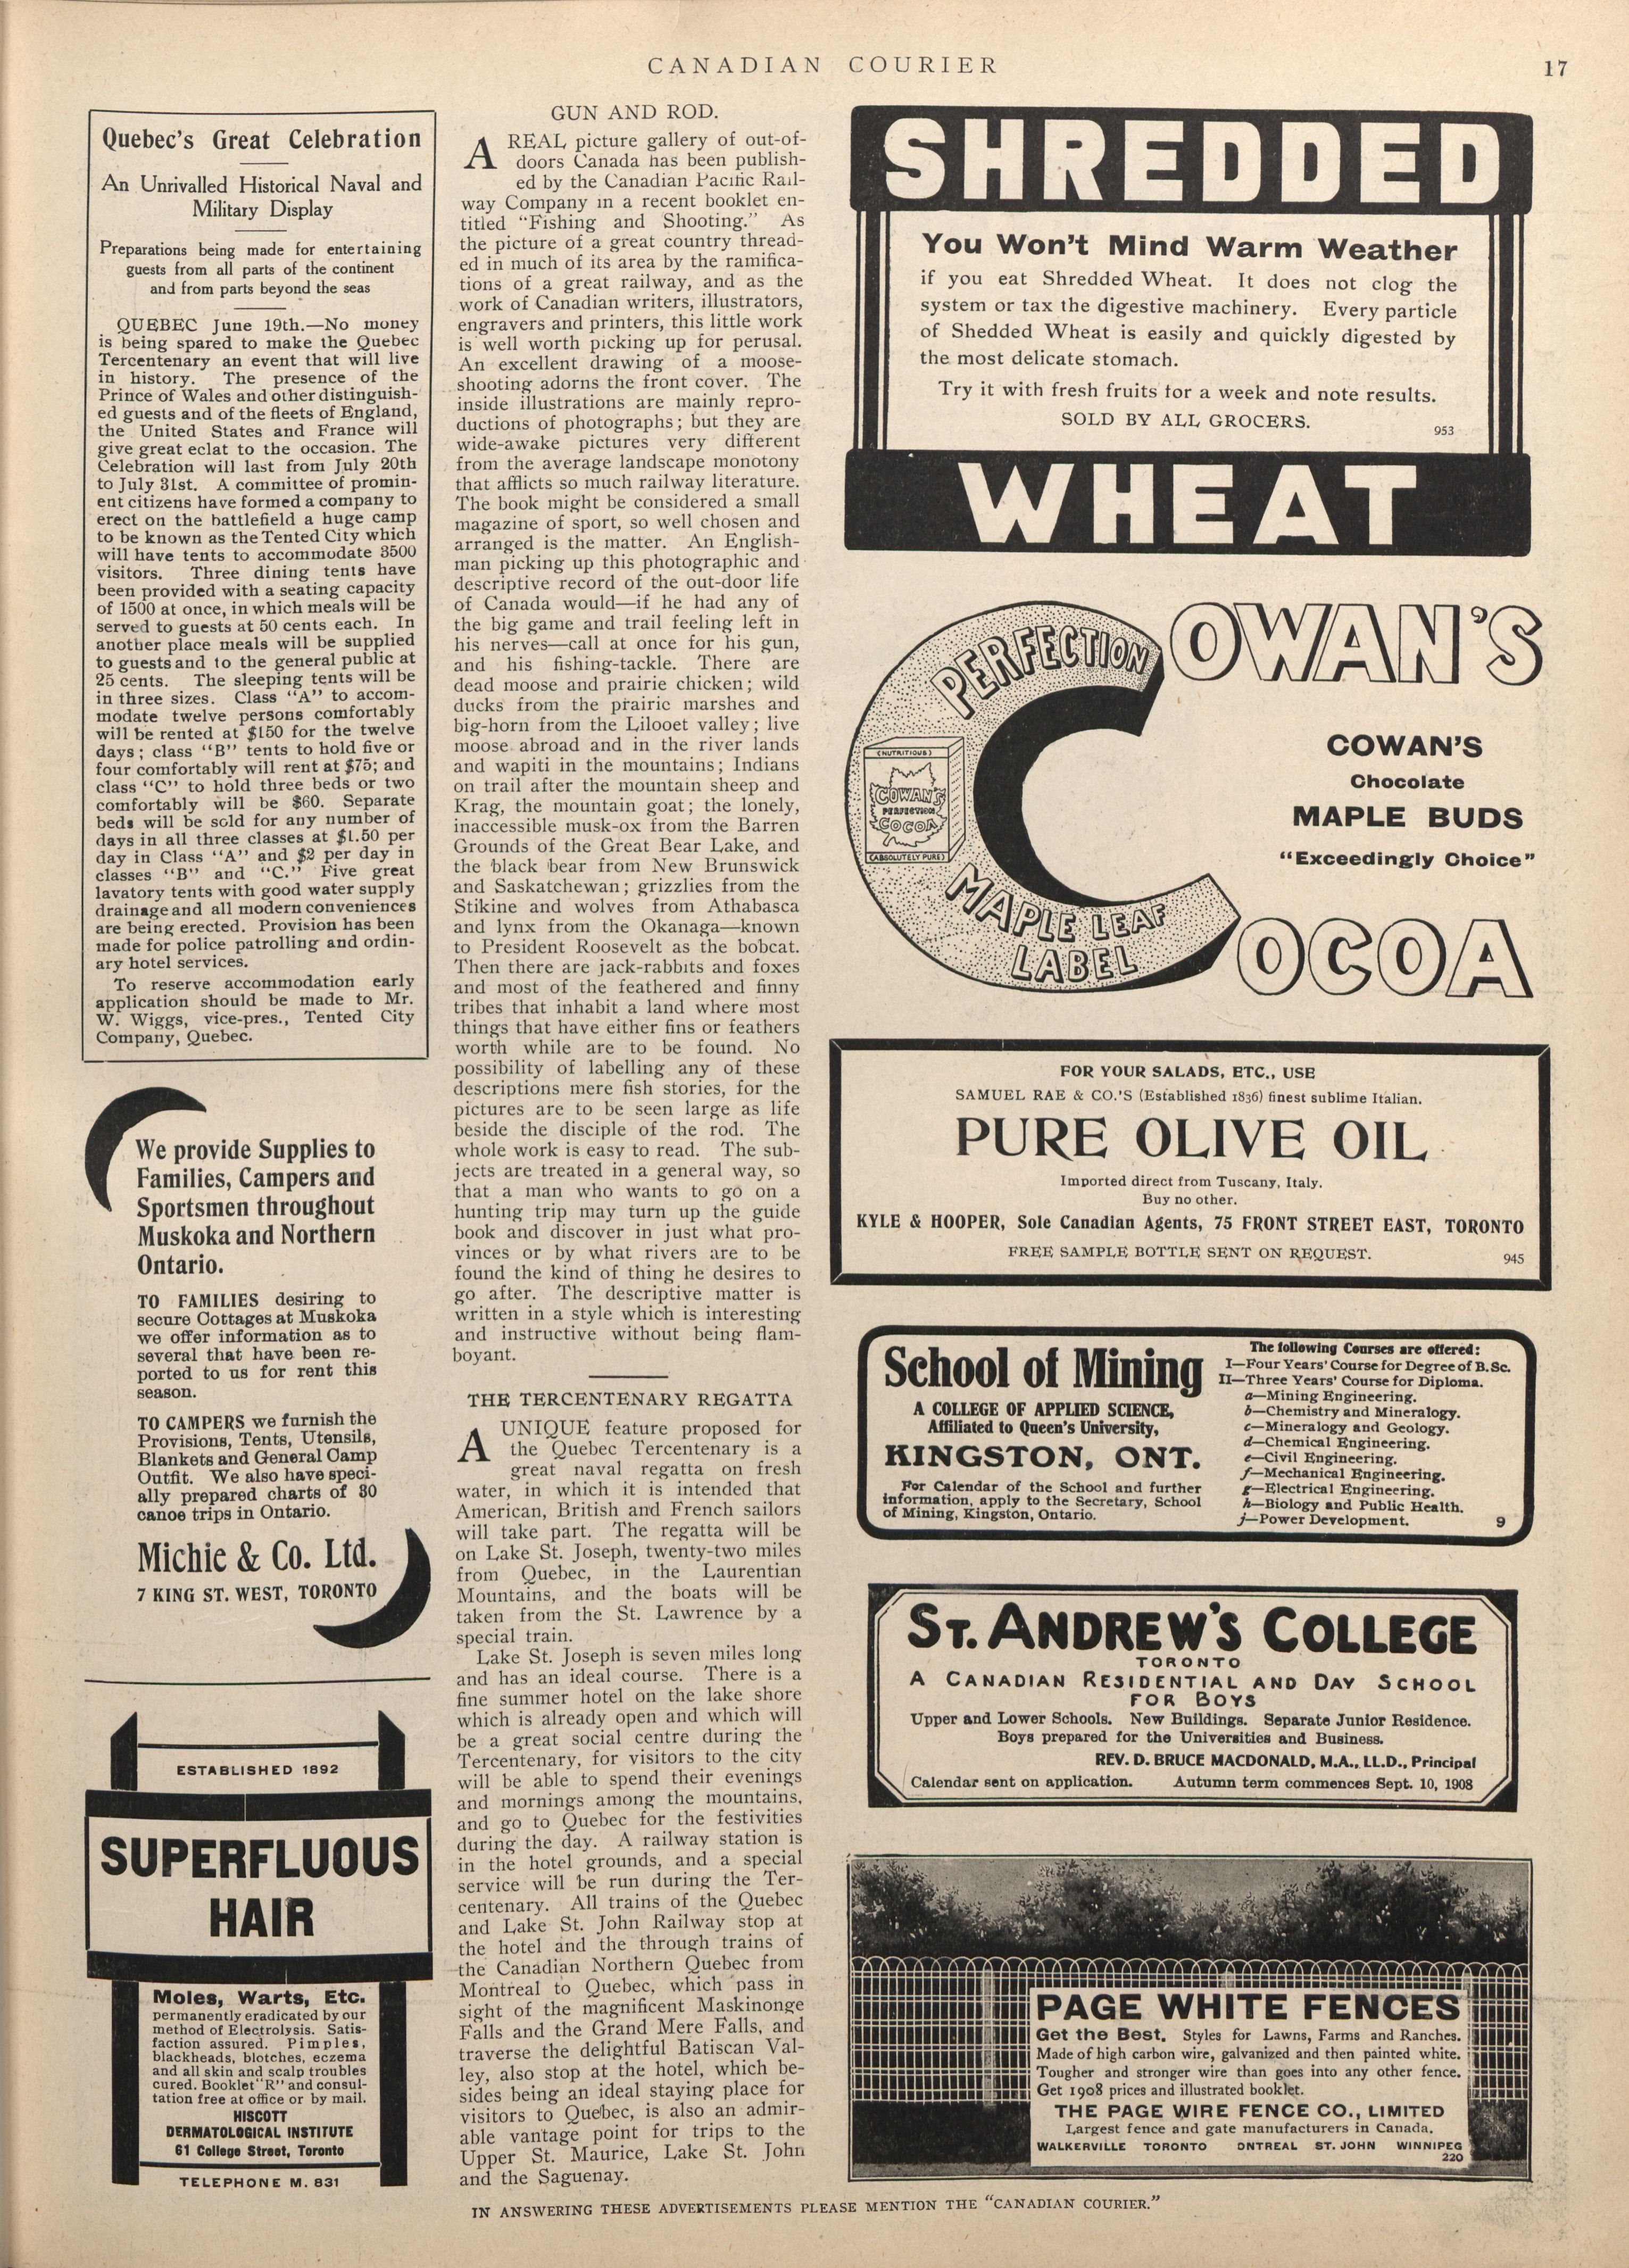 CANADIAN COURIER
17
Quebec's Great Celebration
An Unrivalled Historical Naval and
Military Display
Preparations being made for entertaining
guests from all parts of the continent
and from parts beyond the seas
QUEBEC June 19th.—No money
is being spared to make the Quebec
Tercentenary an event that will live
in history. The presence of the
Prince of Wales and other distinguish-
ed guests and of the fleets of England,
the United States and France will
give great eclat to the occasion. The
Celebration will last from July 20th
to July 31st. A committee of promin-
ent citizens have formed a company to
erect on the battlefield a huge camp
to be known as the Tented City which
will have tents to accommodate 3500
visitors. Three dining tents have
been provided with a seating capacity
of 1500 at once, in which meals will be
served to guests at 50 cents each. In
another place meals will be supplied
to guests and to the general public at
25 cents. The sleeping tents will be
in three sizes. Class "A" to accom-
modate twelve persons comfortably
will be rented at $150 for the twelve
days; class "B" tents to hold five or
four comfortably will rent at $75; and
class "C" to hold three beds or two
comfortably will be $60. Separate
beds will be sold for any number of
days in all three classes at $1.50 per
day in Class "A" and $2 per day in
classes "B" and "C." Five great
lavatory tents with good water supply
drainage and all modern conveniences
are being erected. Provision has been
made for police patrolling and ordin-
ary hotel services.
To reserve accommodation early
application should be made to Mr.
W. Wiggs, vice-pres., Tented City
Company, Quebec.
We provide Supplies to
Families, Campers and
Sportsmen throughout
Muskoka and Northern
Ontario.
TO FAMILIES desiring to
secure Cottages at Muskoka
we offer information as to
several that have been re-
ported to us for rent this
season.
TO CAMPERS we furnish the
Provisions, Tents, Utensils,
Blankets and General Camp
Outfit. We also have speci-
ally prepared charts of 30
canoe trips in Ontario.
Michie & Co. Ltd.
7 KING ST. WEST, TORONTO
ESTABLISHED 1892
SUPERFLUOUS
HAIR
Moles, Warts, Etc.
permanently eradicated by our
method of Electrolysis. Satis-
faction assured. Pimples,
blackheads, blotches, eczema
and all skin and scalp troubles
cured. Booklet "R" and consul-
tation free at office or by mail.
HISCOTT
DERMATOLOGICAL INSTITUTE
61 College Street, Toronto
TELEPHONE M. 831
GUN AND ROD.
A REAL picture gallery of out-of-
doors Canada has been publish-
ed by the Canadian Pacific Rail-
way Company in a recent booklet en-
titled "Fishing and Shooting." As
the picture of a great country thread-
ed in much of its area by the ramifica-
tions of a great railway, and as the
work of Canadian writers, illustrators,
engravers and printers, this little work
is well worth picking up for perusal.
An excellent drawing of a moose-
shooting adorns the front cover. The
inside illustrations are mainly repro-
ductions of photographs; but they are
wide-awake pictures very different
from the average landscape monotony
that afflicts so much railway literature.
The book might be considered a small
magazine of sport, so well chosen and
arranged is the matter. An English-
man picking up this photographic and
descriptive record of the out-door life
of Canada would—if he had any of
the big game and trail feeling left in
his nerves—call at once for his gun,
and his fishing-tackle. There are
dead moose and prairie chicken; wild
ducks from the prairie marshes and
big-horn from the Lilooet valley; live
moose abroad and in the river lands
and wapiti in the mountains; Indians
on trail after the mountain sheep and
Krag, the mountain goat; the lonely,
inaccessible musk-ox from the Barren
Grounds of the Great Bear Lake, and
the black bear from New Brunswick
and Saskatchewan; grizzlies from the
Stikine and wolves from Athabasca
and lynx from the Okanaga—known
to President Roosevelt as the bobcat.
Then there are jack-rabbits and foxes
and most of the feathered and finny
tribes that inhabit a land where most
things that have either fins or feathers
worth while are to be found. No
possibility of labelling any of these
descriptions mere fish stories, for the
pictures are to be seen large as life
beside the disciple of the rod. The
whole work is easy to read. The sub-
jects are treated in a general way, so
that a man who wants to go on a
hunting trip may turn up the guide
book and discover in just what pro-
vinces or by what rivers are to be
found the kind of thing he desires to
go after. The descriptive matter is
written in a style which is interesting
and instructive without being flam-
boyant.
THE TERCENTENARY REGATTA
A UNIQUE feature proposed for
the Quebec Tercentenary is a
great naval regatta on fresh
water, in which it is intended that
American, British and French sailors
will take part. The regatta will be
on Lake St. Joseph, twenty-two miles
from Quebec, in the Laurentian
Mountains, and the boats will be
taken from the St. Lawrence by a
special train.
Lake St. Joseph is seven miles long
and has an ideal course. There is a
fine summer hotel on the lake shore
which is already open and which will
be a great social centre during the
Tercentenary, for visitors to the city
will be able to spend their evenings
and mornings among the mountains,
and go to Quebec for the festivities
during the day. A railway station is
in the hotel grounds, and a special
service will be run during the Ter-
centenary. All trains of the Quebec
and Lake St. John Railway stop at
the hotel and the through trains of
the Canadian Northern Quebec from
Montreal to Quebec, which pass in
sight of the magnificent Maskinonge
Falls and the Grand Mere Falls, and
traverse the delightful Batiscan Val-
ley, also stop at the hotel, which be-
sides being an ideal staying place for
visitors to Quebec, is also an admir-
able vantage point for trips to the
Upper St. Maurice, Lake St. John
and the Saguenay.
SHREDDED
You Won't Mind Warm Weather
if you eat Shredded Wheat. It does not clog the
system or tax the digestive machinery. Every particle
of Shedded Wheat is easily and quickly digested by
the most delicate stomach.
Try it with fresh fruits for a week and note results.
SOLD BY ALL GROCERS.
953
WHEAT
COWAN'S
PERFECTION
(NUTRITIOUS)
COWAN'S
PERFECTION
COCOA
(ABSOLUTELY PURE)
MAPLE LEAF
LABEL
COWAN'S
Chocolate
MAPLE BUDS
"Exceedingly Choice"
COCOA
FOR YOUR SALADS, ETC., USE
SAMUEL RAE & CO.'S (Established 1836) finest sublime Italian.
PURE OLIVE OIL
Imported direct from Tuscany, Italy.
Buy no other.
KYLE & HOOPER, Sole Canadian Agents, 75 FRONT STREET EAST, TORONTO
FREE SAMPLE BOTTLE SENT ON REQUEST.
945
School of Mining
A COLLEGE OF APPLIED SCIENCE,
Affiliated to Queen's University,
KINGSTON, ONT.
For Calendar of the School and further
information, apply to the Secretary, School
of Mining, Kingston, Ontario.
The following Courses are offered:
I—Four Years' Course for Degree of B.Sc.
II—Three Years' Course for Diploma.
a—Mining Engineering.
b—Chemistry and Mineralogy.
c—Mineralogy and Geology.
d—Chemical Engineering.
e—Civil Engineering.
f—Mechanical Engineering.
g—Electrical Engineering.
h—Biology and Public Health.
j—Power Development.
9
ST. ANDREW'S COLLEGE
TORONTO
A CANADIAN RESIDENTIAL AND DAY SCHOOL
FOR BOYS
Upper and Lower Schools. New Buildings. Separate Junior Residence.
Boys prepared for the Universities and Business.
REV. D. BRUCE MACDONALD, M.A., LL.D., Principal
Calendar sent on application. Autumn term commences Sept. 10, 1908
PAGE WHITE FENCES
Get the Best. Styles for Lawns, Farms and Ranches.
Made of high carbon wire, galvanized and then painted white.
Tougher and stronger wire than goes into any other fence.
Get 1908 prices and illustrated booklet.
THE PAGE WIRE FENCE CO., LIMITED
Largest fence and gate manufacturers in Canada.
WALKERVILLE TORONTO ONTREAL ST. JOHN WINNIPEG
220
IN ANSWERING THESE ADVERTISEMENTS PLEASE MENTION THE "CANADIAN COURIER."